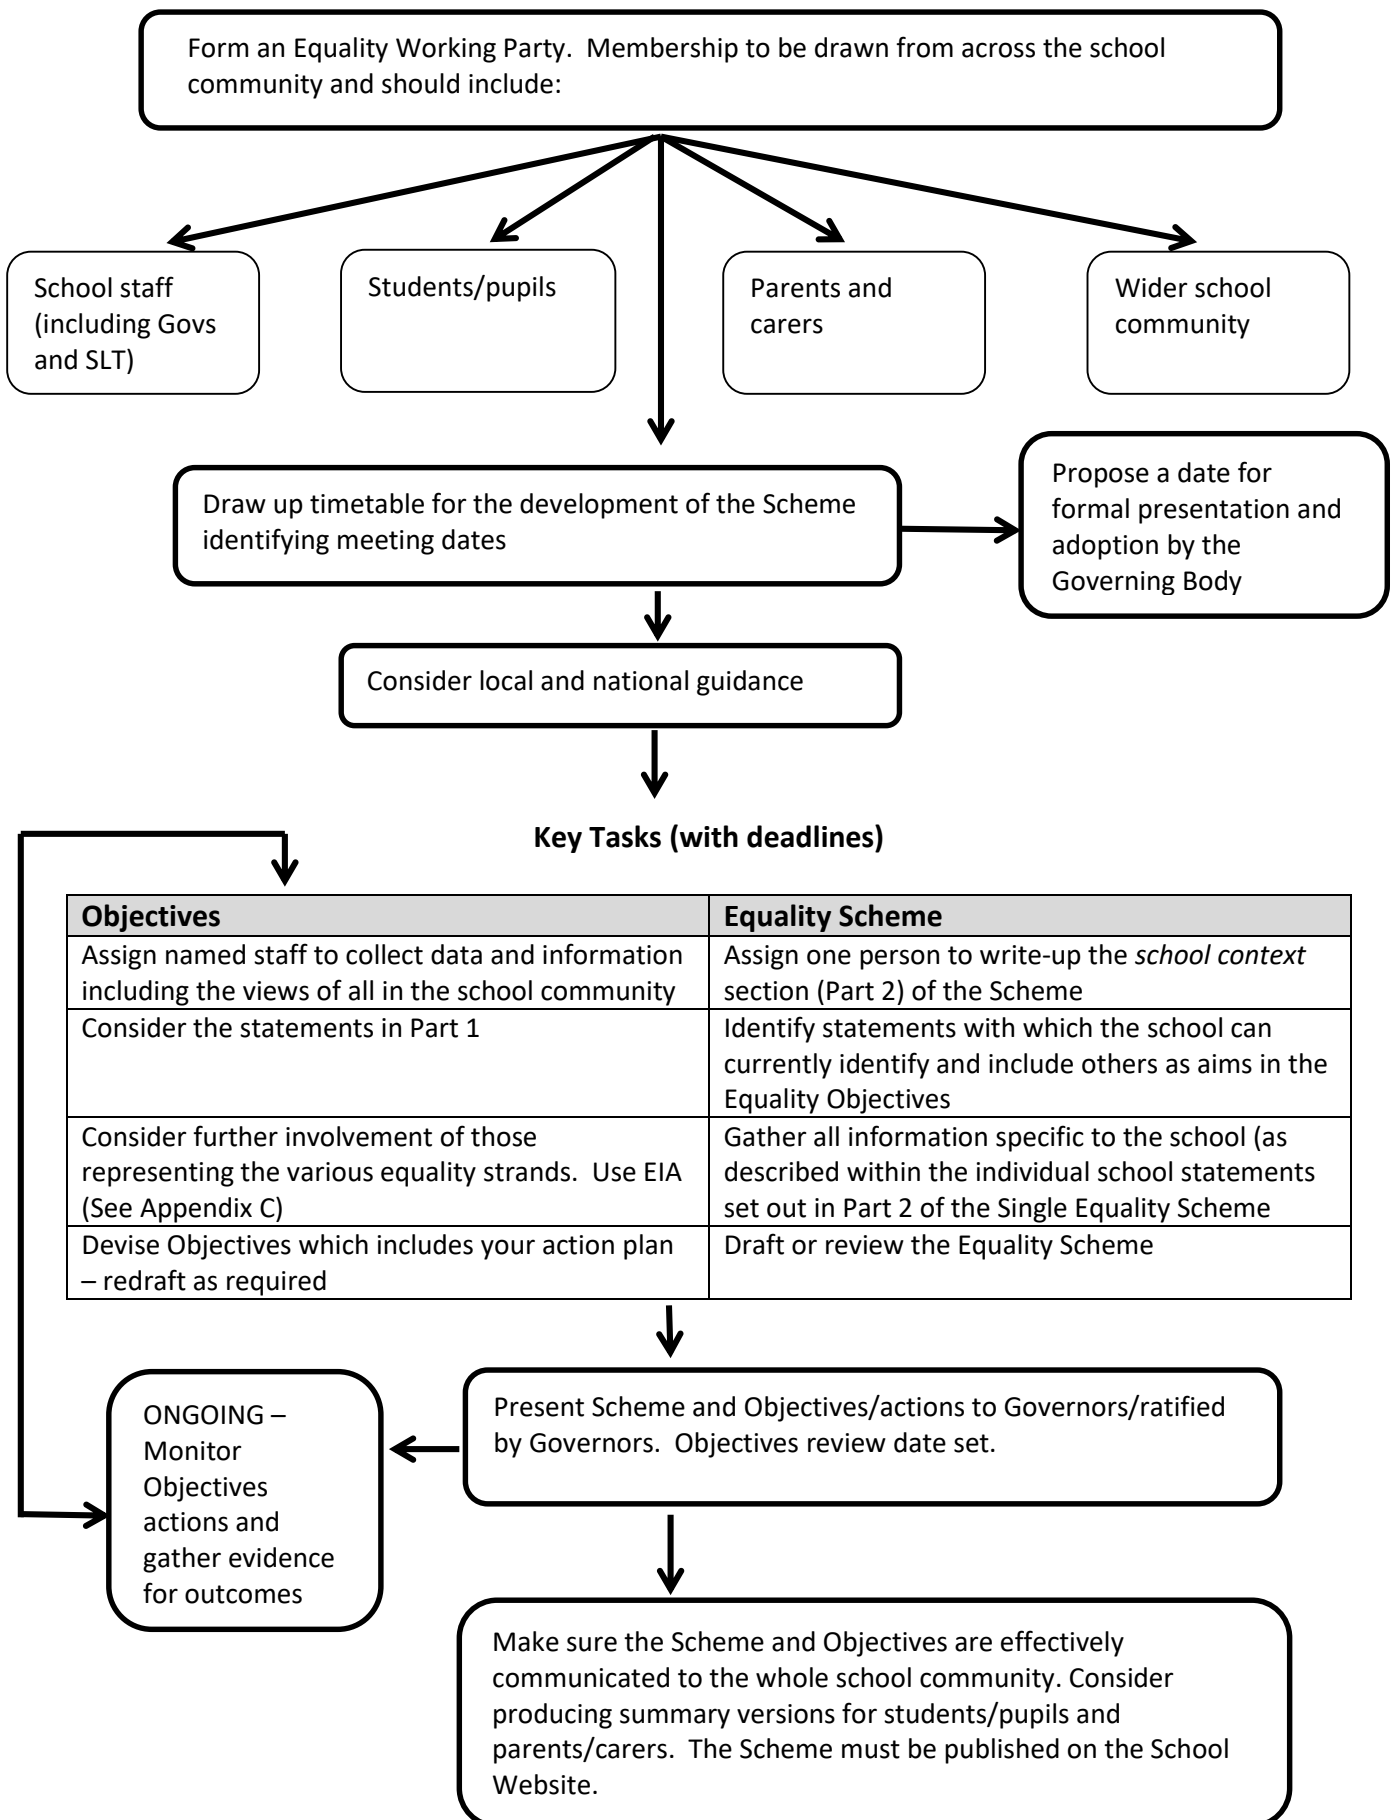 Form an Equality Working Party.  Membership to be drawn from across the school
community and should include:
School staff
(including Govs
and SLT)
Students/pupils
Parents and
carers
Wider school
community
Draw up timetable for the development of the Scheme
identifying meeting dates
Propose a date for
formal presentation and
adoption by the
Governing Body
Consider local and national guidance
Key Tasks (with deadlines)
Objectives
Equality Scheme
Assign named staff to collect data and information
including the views of all in the school community
Assign one person to write-up the school context
section (Part 2) of the Scheme
Consider the statements in Part 1
Identify statements with which the school can
currently identify and include others as aims in the
Equality Objectives
Consider further involvement of those
representing the various equality strands.  Use EIA
(See Appendix C)
Gather all information specific to the school (as
described within the individual school statements
set out in Part 2 of the Single Equality Scheme
Devise Objectives which includes your action plan
– redraft as required
Draft or review the Equality Scheme
Present Scheme and Objectives/actions to Governors/ratified
by Governors.  Objectives review date set.
ONGOING –
Monitor
Objectives
actions and
gather evidence
for outcomes
Make sure the Scheme and Objectives are effectively
communicated to the whole school community. Consider
producing summary versions for students/pupils and
parents/carers.  The Scheme must be published on the School
Website.